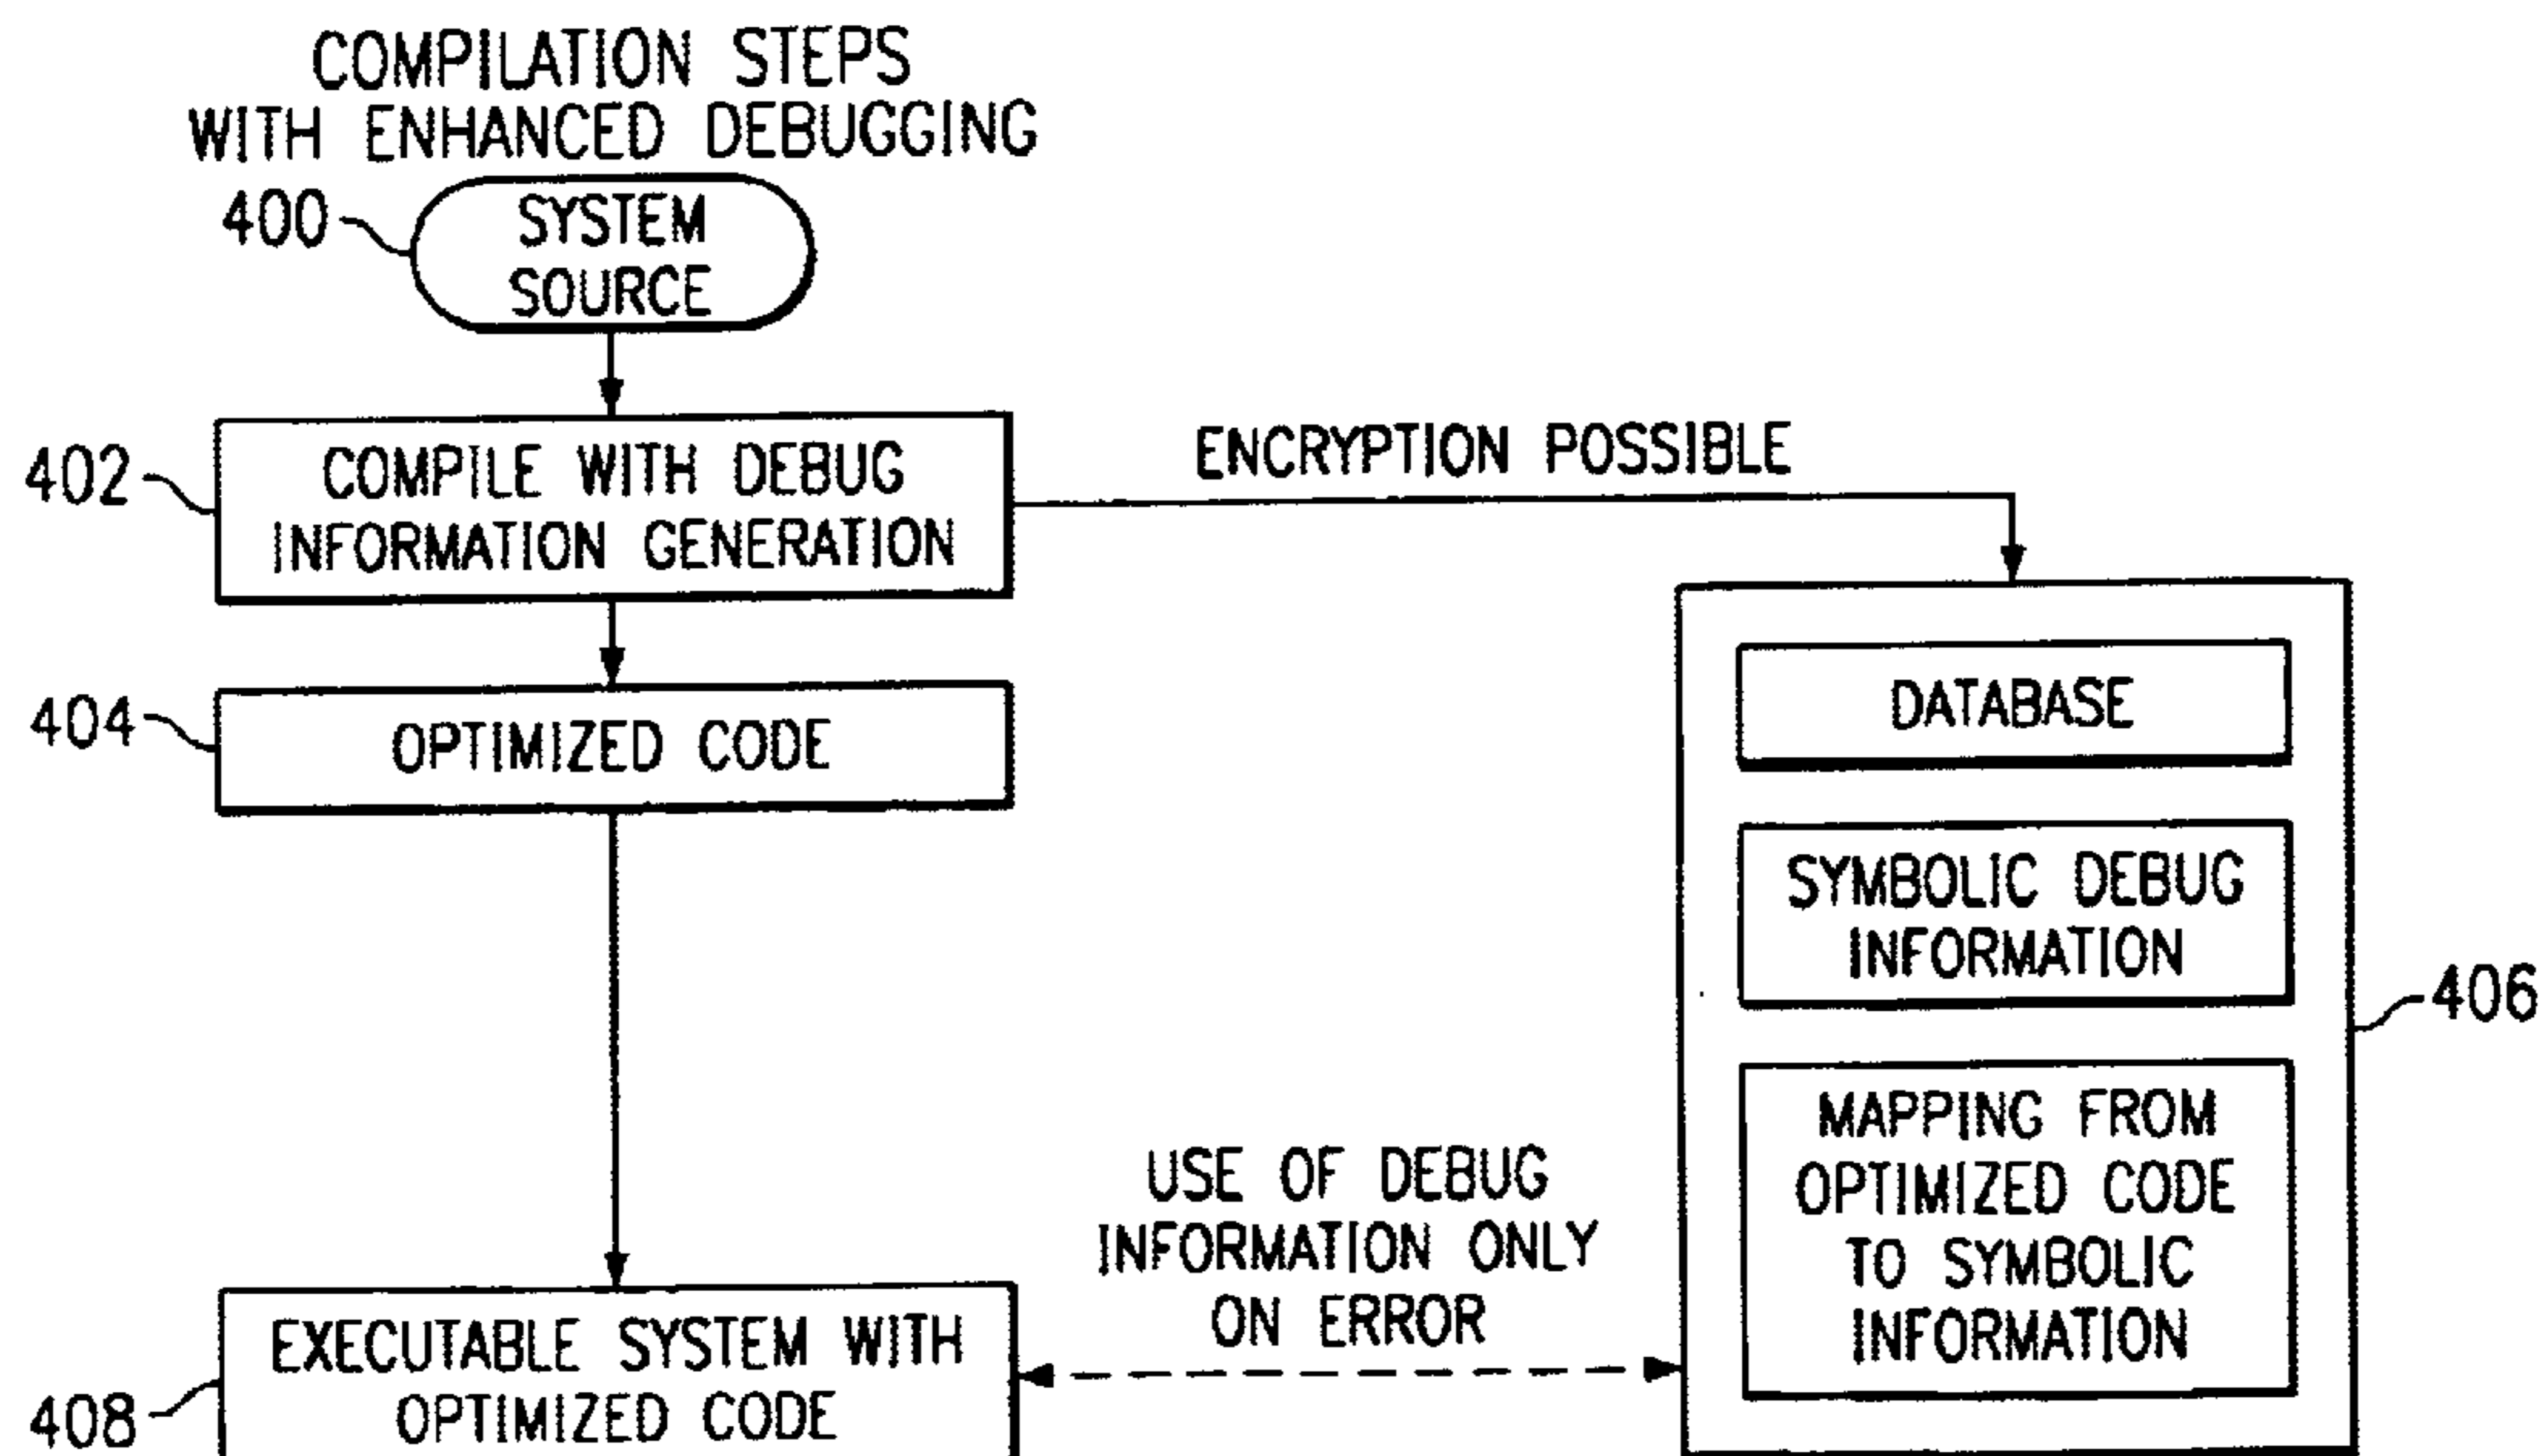 COMPILATION STEPS
WITH ENHANCED DEBUGGING
400
SYSTEM
SOURCE
402
COMPILE WITH DEBUG
INFORMATION GENERATION
ENCRYPTION POSSIBLE
404
OPTIMIZED CODE
DATABASE
SYMBOLIC DEBUG
INFORMATION
406
MAPPING FROM
OPTIMIZED CODE
TO SYMBOLIC
INFORMATION
USE OF DEBUG
INFORMATION ONLY
ON ERROR
408
EXECUTABLE SYSTEM WITH
OPTIMIZED CODE